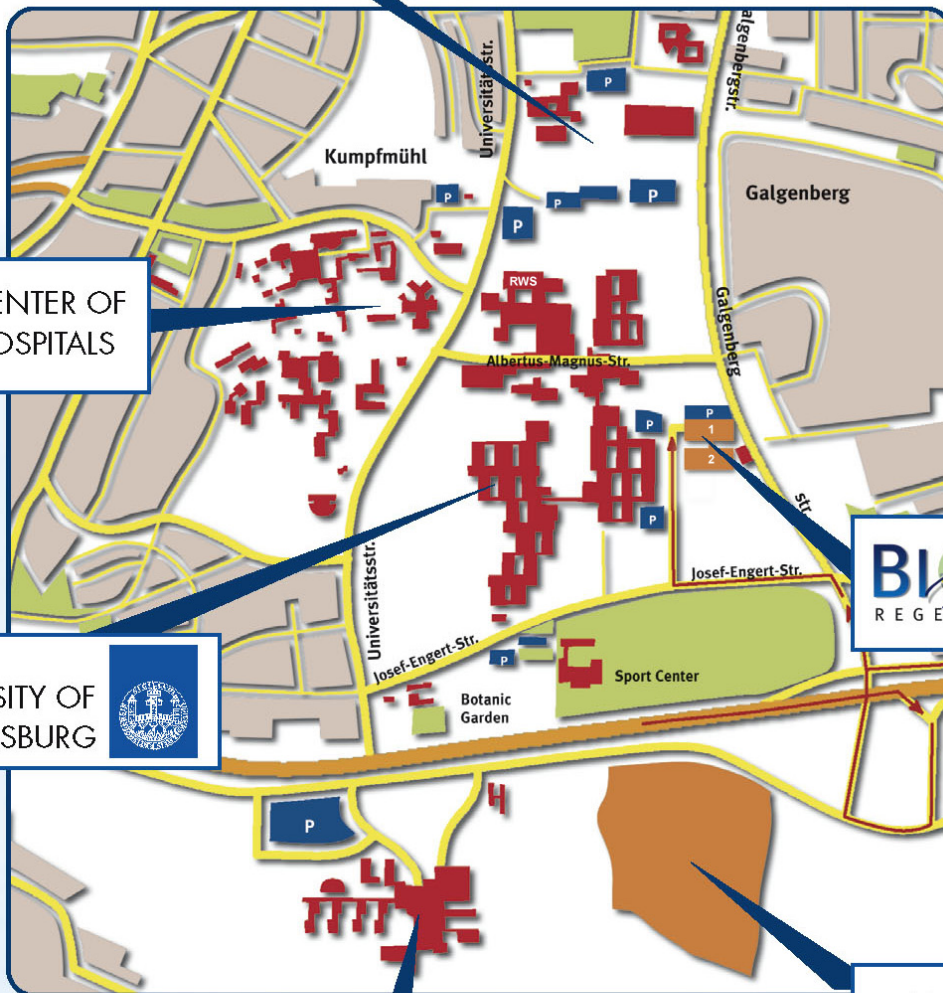 Universitätsstr.
algenbergstr.
P
Kumpfmühl
P
P
P
P
P
Galgenberg
ENTER OF
OSPITALS
RWS
Galgenberg
Albertus-Magnus-Str.
P
P
1
2
P
str.
BI
REGE
Universitätsstr.
Josef-Engert-Str.
Josef-Engert-Str.
P
Sport Center
Botanic
Garden
SITY OF
SBURG
P